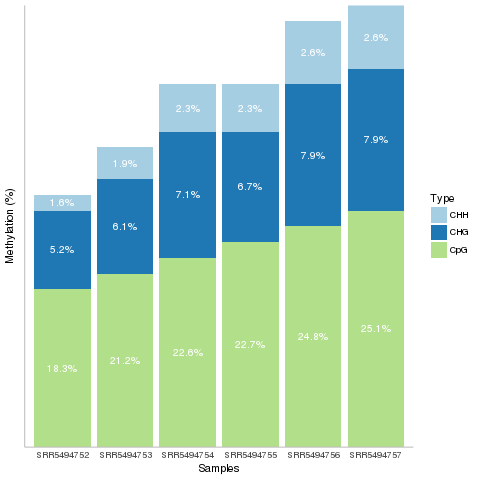 2.6%
2.6%
2.3%
2.3%
7.9%
7.9%
1.9%
7.1%
6.7%
1.6%
6.1%
5.2%
25.1%
24.8%
22.7%
22.6%
21.2%
18.3%
Methylation (%)
Type
CHH
CHG
CpG
SRR5494752 SRR5494753 SRR5494754 SRR5494755 SRR5494756 SRR5494757
Samples